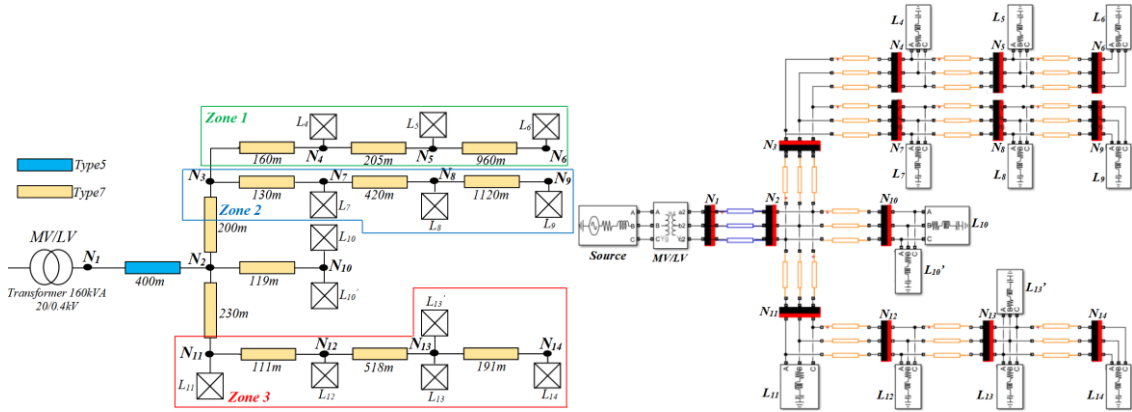 Zone 1
L4
L5
L6
160m
N4
205m
N5
960m
N6
Type5
Type7
N3
130m
N7
420m
N8
1120m
N9
Zone 2
L7
L8
L9
200m
L10
MV/LV
N1
N2
400m
119m
N10
L10´
Transformer 160kVA
20/0.4kV
230m
L13´
N11
111m
N12
518m
N13
191m
N14
L11
L12
L13
L14
Zone 3
L4
L5
L6
A B C
A B C
A B C
N4
N5
N6
N3
N7
N8
N9
A B C
A B C
A B C
L7
L8
L9
N1
N2
N10
A
B
C
A
B
C
a2
b2
c2
A
B
C
L10
Source
MV/LV
A B C
L10'
L13'
N11
A B C
N12
N13
N14
A B C
A B C
A B C
A B C
L11
L12
L13
L14